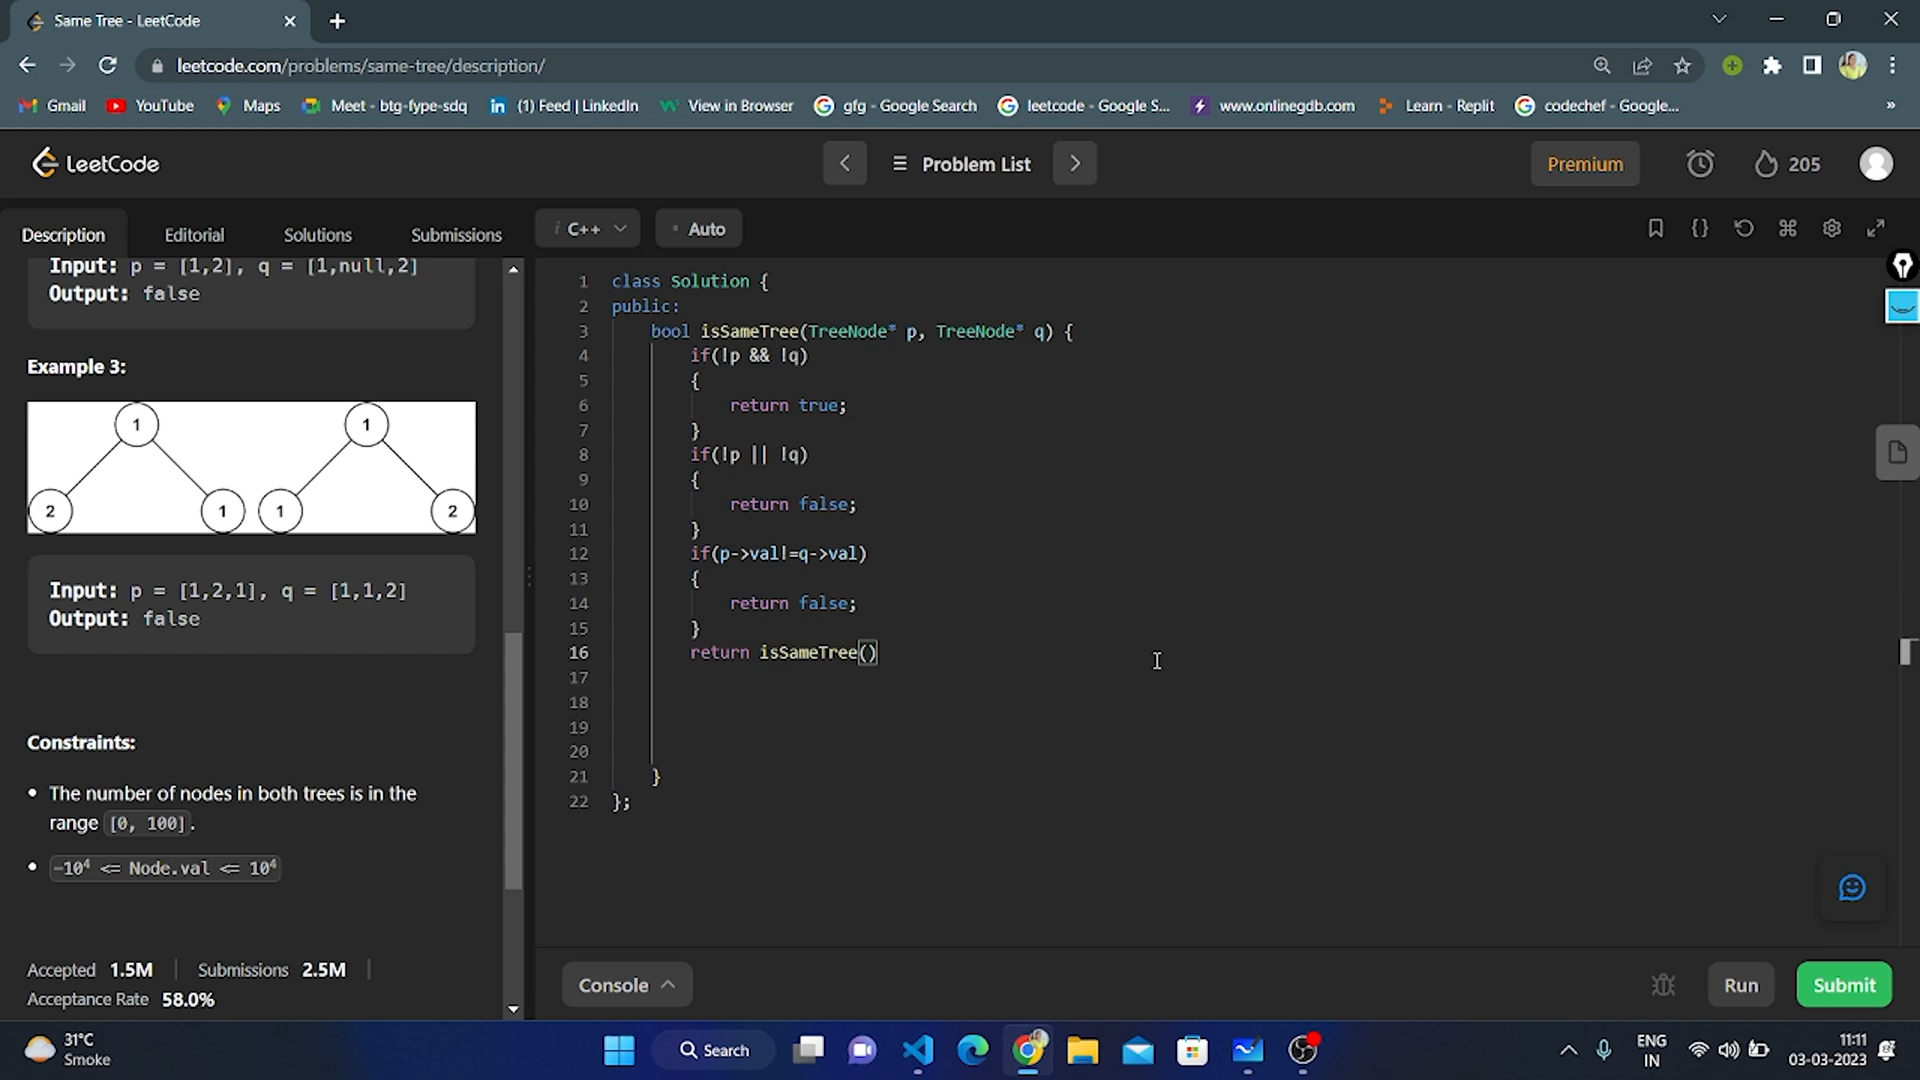 Same Tree - LeetCode
leetcode.com/problems/same-tree/description/
Gmail YouTube Maps Meet - btg-fype-sdq (1) Feed | LinkedIn View in Browser gfg - Google Search leetcode - Google S... www.onlinegdb.com Learn - Replit codechef - Google... »
LeetCode Problem List Premium 205
Description Editorial Solutions Submissions
Input: p = [1,2], q = [1,null,2]
Output: false
Example 3:
1 1
2 1 1 2
Input: p = [1,2,1], q = [1,1,2]
Output: false
Constraints:
• The number of nodes in both trees is in the
range [0, 100].
• -10⁴ <= Node.val <= 10⁴
Accepted 1.5M Submissions 2.5M
Acceptance Rate 58.0%
i C++ • Auto
1 class Solution {
2 public:
3 bool isSameTree(TreeNode* p, TreeNode* q) {
4 if(!p && !q)
5 {
6 return true;
7 }
8 if(!p || !q)
9 {
10 return false;
11 }
12 if(p->val!=q->val)
13 {
14 return false;
15 }
16 return isSameTree()
17
18
19
20
21 }
22 };
Console Run Submit
31°C
Smoke
Search
ENG
IN
11:11
03-03-2023